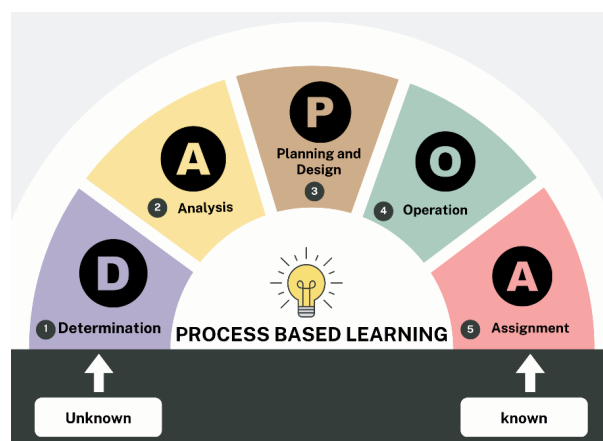 D
1 Determination
A
2 Analysis
P
Planning and
Design
3
O
4 Operation
A
5 Assignment
PROCESS BASED LEARNING
Unknown
known